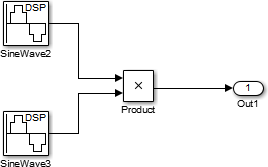 DSP
SineWave2
×
Product
1
Out1
DSP
SineWave3